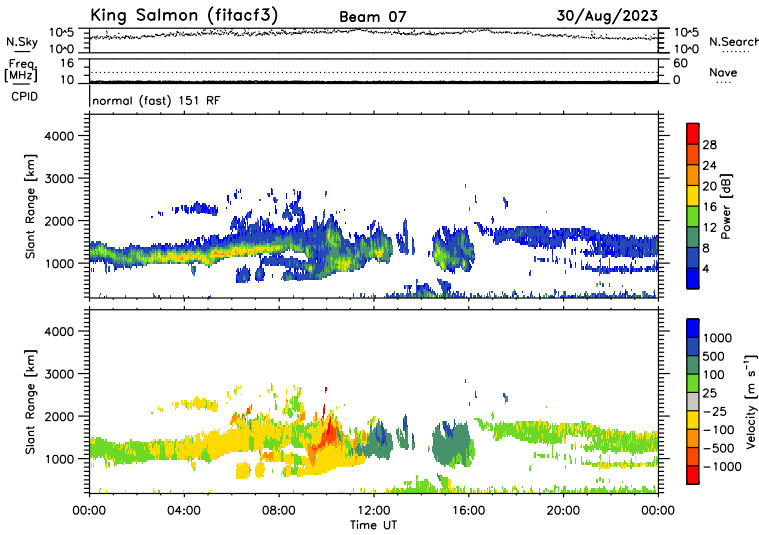 King Salmon (fitacf3) Beam 07 30/Aug/2023
N.Sky 10^5 10^0 10^5 10^0 N.Search
Freq. [MHz] 16 10 60 0 Nave
CPID normal (fast) 151 RF
Slant Range [km] 4000 3000 2000 1000
Power [dB] 28 24 20 16 12 8 4
Slant Range [km] 4000 3000 2000 1000
Velocity [m s⁻¹] 1000 500 100 25 −25 −100 −500 −1000
00:00 04:00 08:00 12:00 16:00 20:00 00:00
Time UT